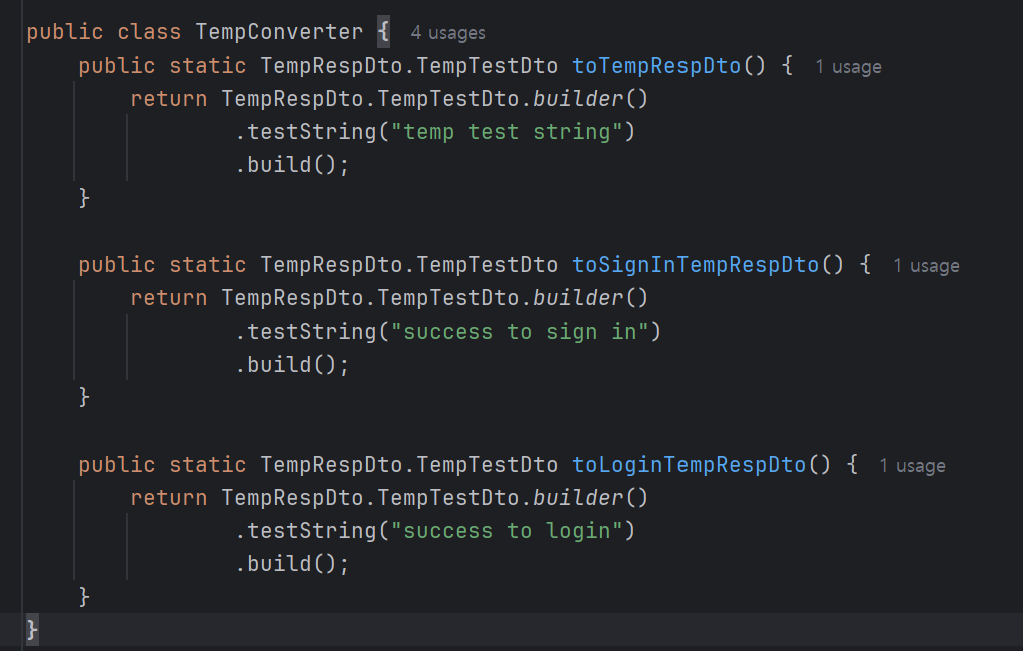 public class TempConverter { 4 usages
public static TempRespDto.TempTestDto toTempRespDto() { 1 usage
return TempRespDto.TempTestDto.builder()
.testString("temp test string")
.build();
}
public static TempRespDto.TempTestDto toSignInTempRespDto() { 1 usage
return TempRespDto.TempTestDto.builder()
.testString("success to sign in")
.build();
}
public static TempRespDto.TempTestDto toLoginTempRespDto() { 1 usage
return TempRespDto.TempTestDto.builder()
.testString("success to login")
.build();
}
}